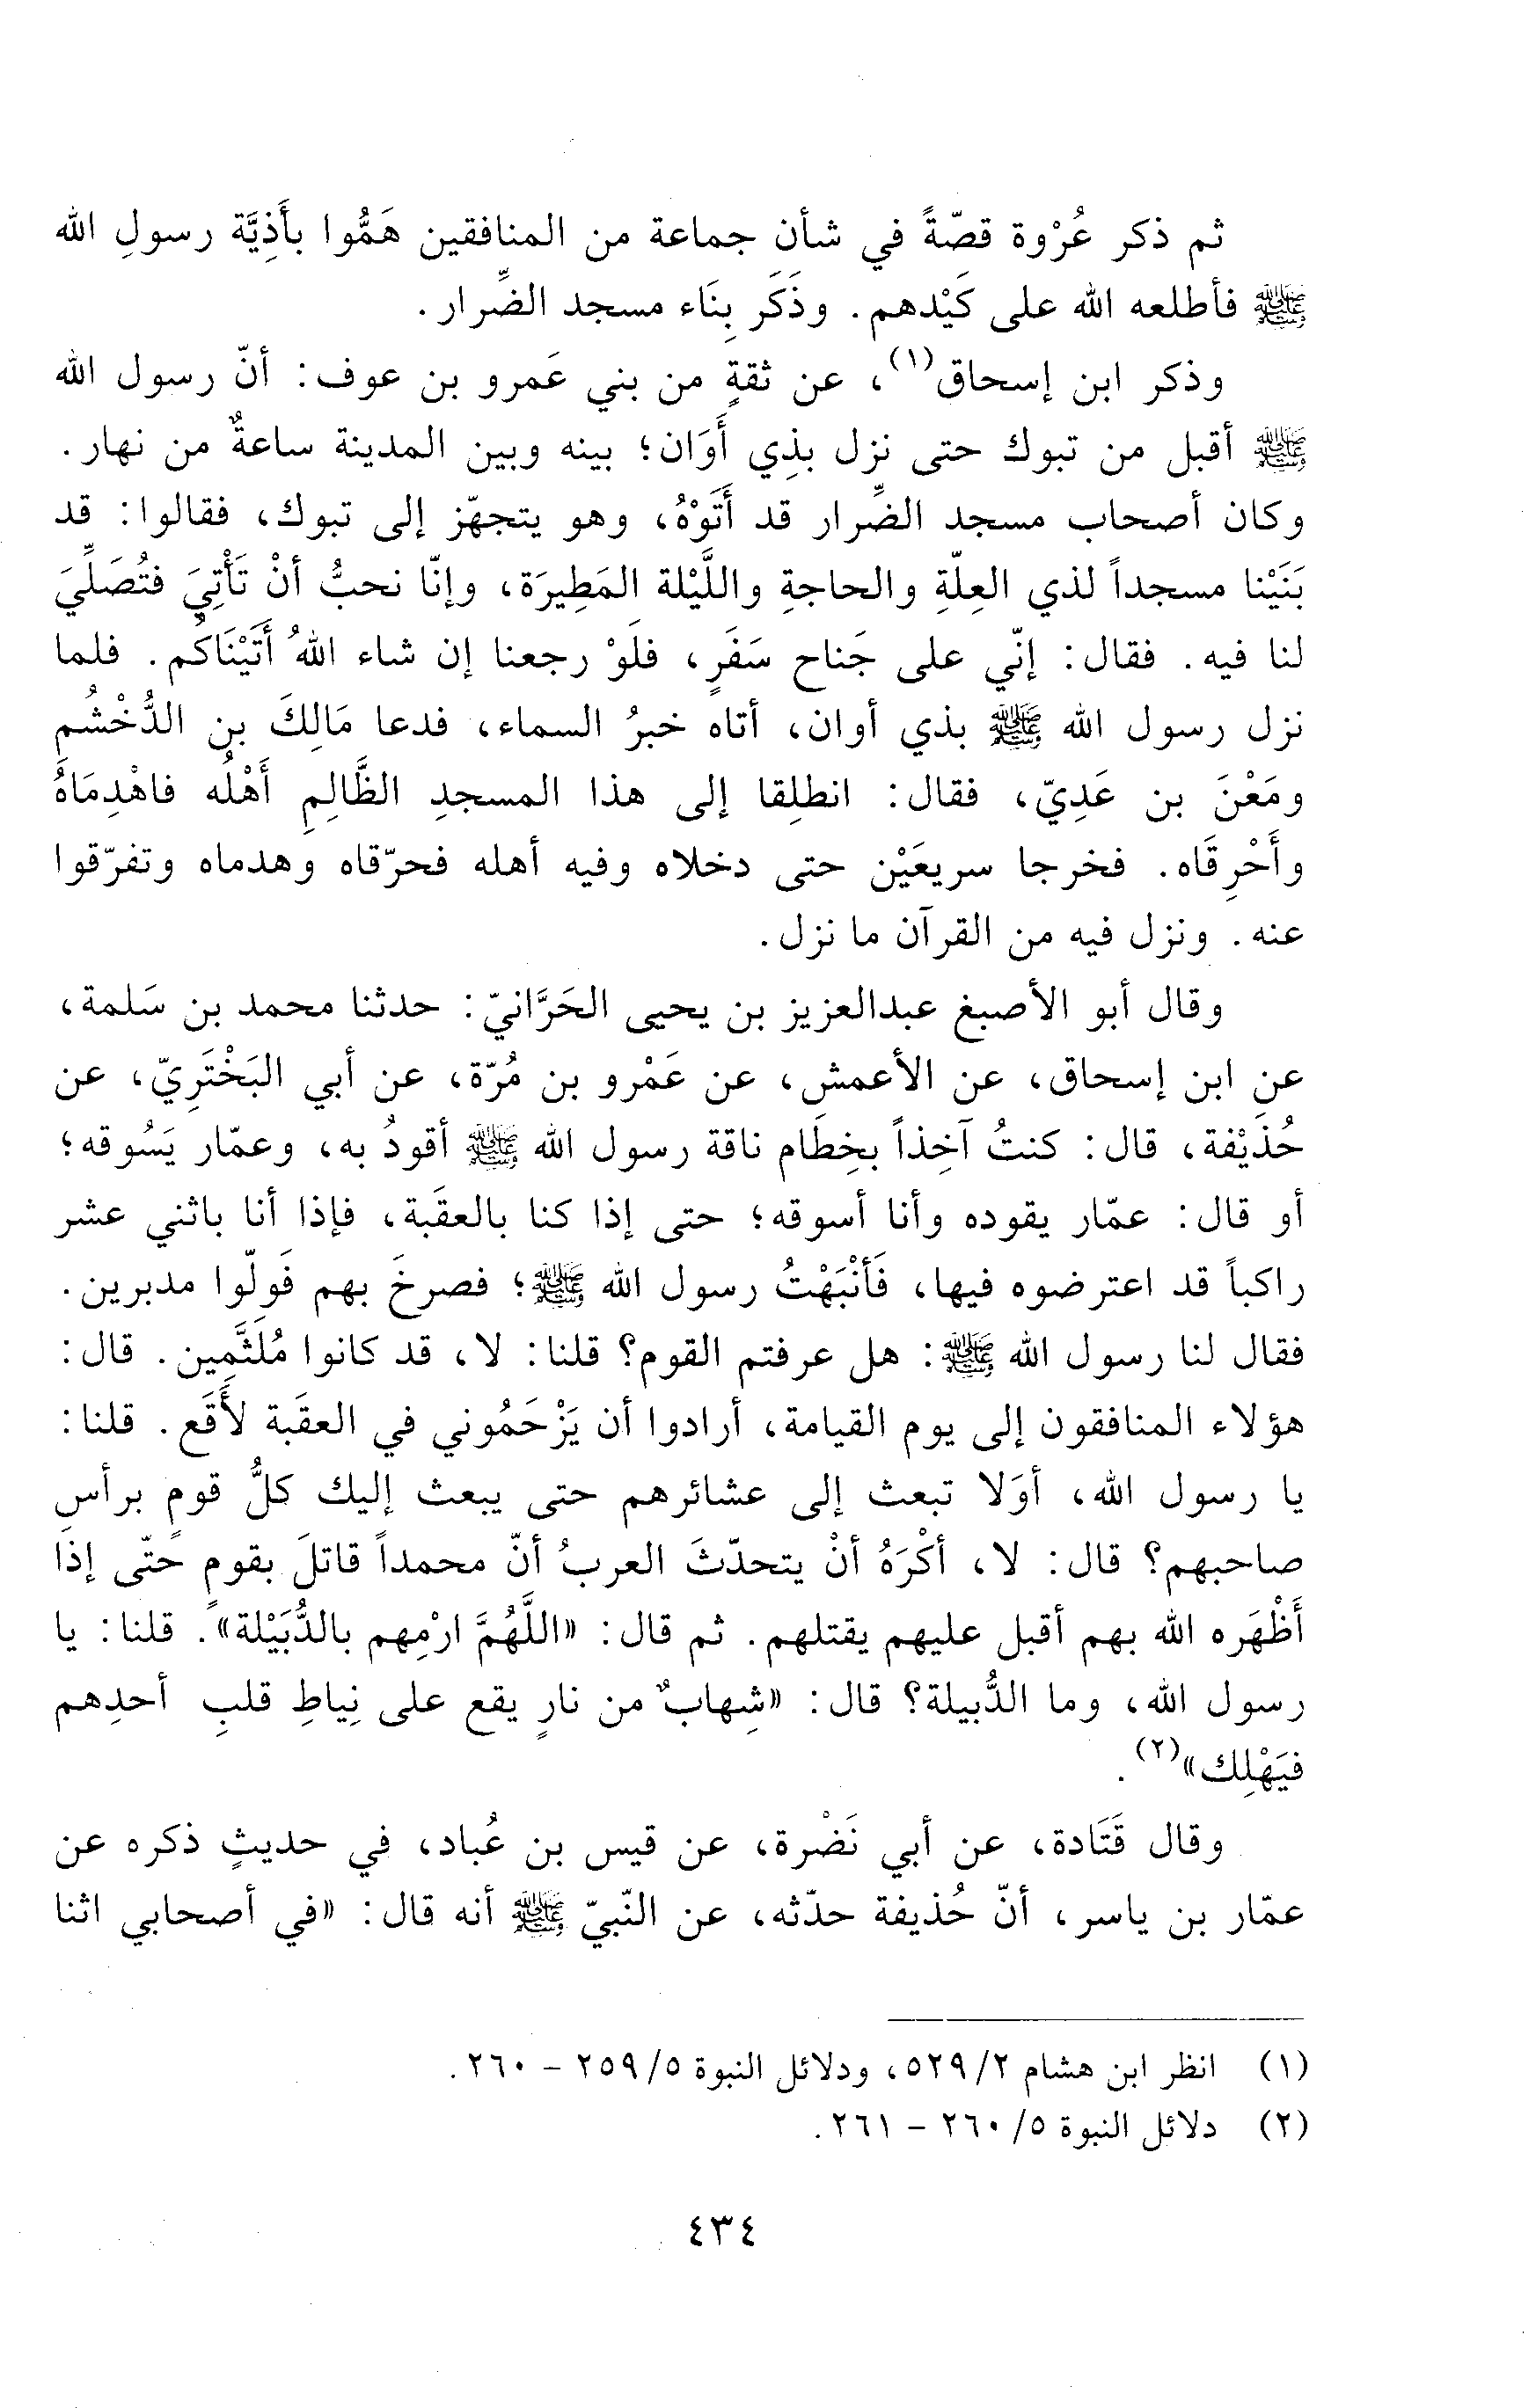 ثم ذكر عُرْوة قصّةً في شأن جماعة من المنافقين هَمُّوا بأَذِيَّة رسولِ الله
ﷺ فأطلعه الله على كَيْدهم. وذَكَر بِنَاء مسجد الضِّرار.
وذكر ابن إسحاق(١)، عن ثقةٍ من بني عَمرو بن عوف: أنّ رسول الله
ﷺ أقبل من تبوك حتى نزل بذِي أَوَان؛ بينه وبين المدينة ساعةٌ من نهار.
وكان أصحاب مسجد الضِّرار قد أَتَوْهُ، وهو يتجهّز إلى تبوك، فقالوا: قد
بَنَيْنا مسجداً لذي العِلّةِ والحاجةِ واللَّيْلة المَطِيرَة، وإنّا نحبُّ أنْ تَأْتِيَ فتُصَلِّيَ
لنا فيه. فقال: إنّي على جَناح سَفَرٍ، فلَوْ رجعنا إن شاء اللهُ أَتَيْنَاكُم. فلما
نزل رسول الله ﷺ بذي أوان، أتاه خبرُ السماء، فدعا مَالِكَ بن الدُّخْشُم
ومَعْنَ بن عَدِيّ، فقال: انطلِقا إلى هذا المسجدِ الظَّالِمِ أَهْلُه فاهْدِمَاهُ
وأَحْرِقَاه. فخرجا سريعَيْن حتى دخلاه وفيه أهله فحرّقاه وهدماه وتفرّقوا
عنه. ونزل فيه من القرآن ما نزل.
وقال أبو الأصبغ عبدالعزيز بن يحيى الحَرَّانيّ: حدثنا محمد بن سَلمة،
عن ابن إسحاق، عن الأعمش، عن عَمْرو بن مُرّة، عن أبي البَخْتَرِيّ، عن
حُذَيْفة، قال: كنتُ آخِذاً بخِطَام ناقة رسول الله ﷺ أقودُ به، وعمّار يَسُوقه؛
أو قال: عمّار يقوده وأنا أسوقه؛ حتى إذا كنا بالعقَبة، فإذا أنا باثني عشر
راكباً قد اعترضوه فيها، فَأَنْبَهْتُ رسول الله ﷺ؛ فصرخَ بهم فَولّوا مدبرين.
فقال لنا رسول الله ﷺ: هل عرفتم القوم؟ قلنا: لا، قد كانوا مُلَثَّمِين. قال:
هؤلاء المنافقون إلى يوم القيامة، أرادوا أن يَزْحَمُوني في العقَبة لأَقَع. قلنا:
يا رسول الله، أوَلا تبعث إلى عشائرهم حتى يبعث إليك كلُّ قومٍ برأسِ
صاحبهم؟ قال: لا، أكْرَهُ أنْ يتحدّثَ العربُ أنّ محمداً قاتلَ بقومٍ حتّى إذَا
أَظْهَره الله بهم أقبل عليهم يقتلهم. ثم قال: «اللَّهُمَّ ارْمِهم بالدُّبَيْلة». قلنا: يا
رسول الله، وما الدُّبيلة؟ قال: «شِهابٌ من نارٍ يقع على نِياطِ قلبِ أحدِهم
فيَهْلِك»(٢).
وقال قَتَادة، عن أبي نَضْرة، عن قيس بن عُباد، في حديثٍ ذكره عن
عمّار بن ياسر، أنّ حُذيفة حدّثه، عن النّبيّ ﷺ أنه قال: «في أصحابي اثنا
(١) انظر ابن هشام ٢/ ٥٢٩، ودلائل النبوة ٥/ ٢٥٩ - ٢٦٠.
(٢) دلائل النبوة ٥/ ٢٦٠ - ٢٦١.
٤٣٤